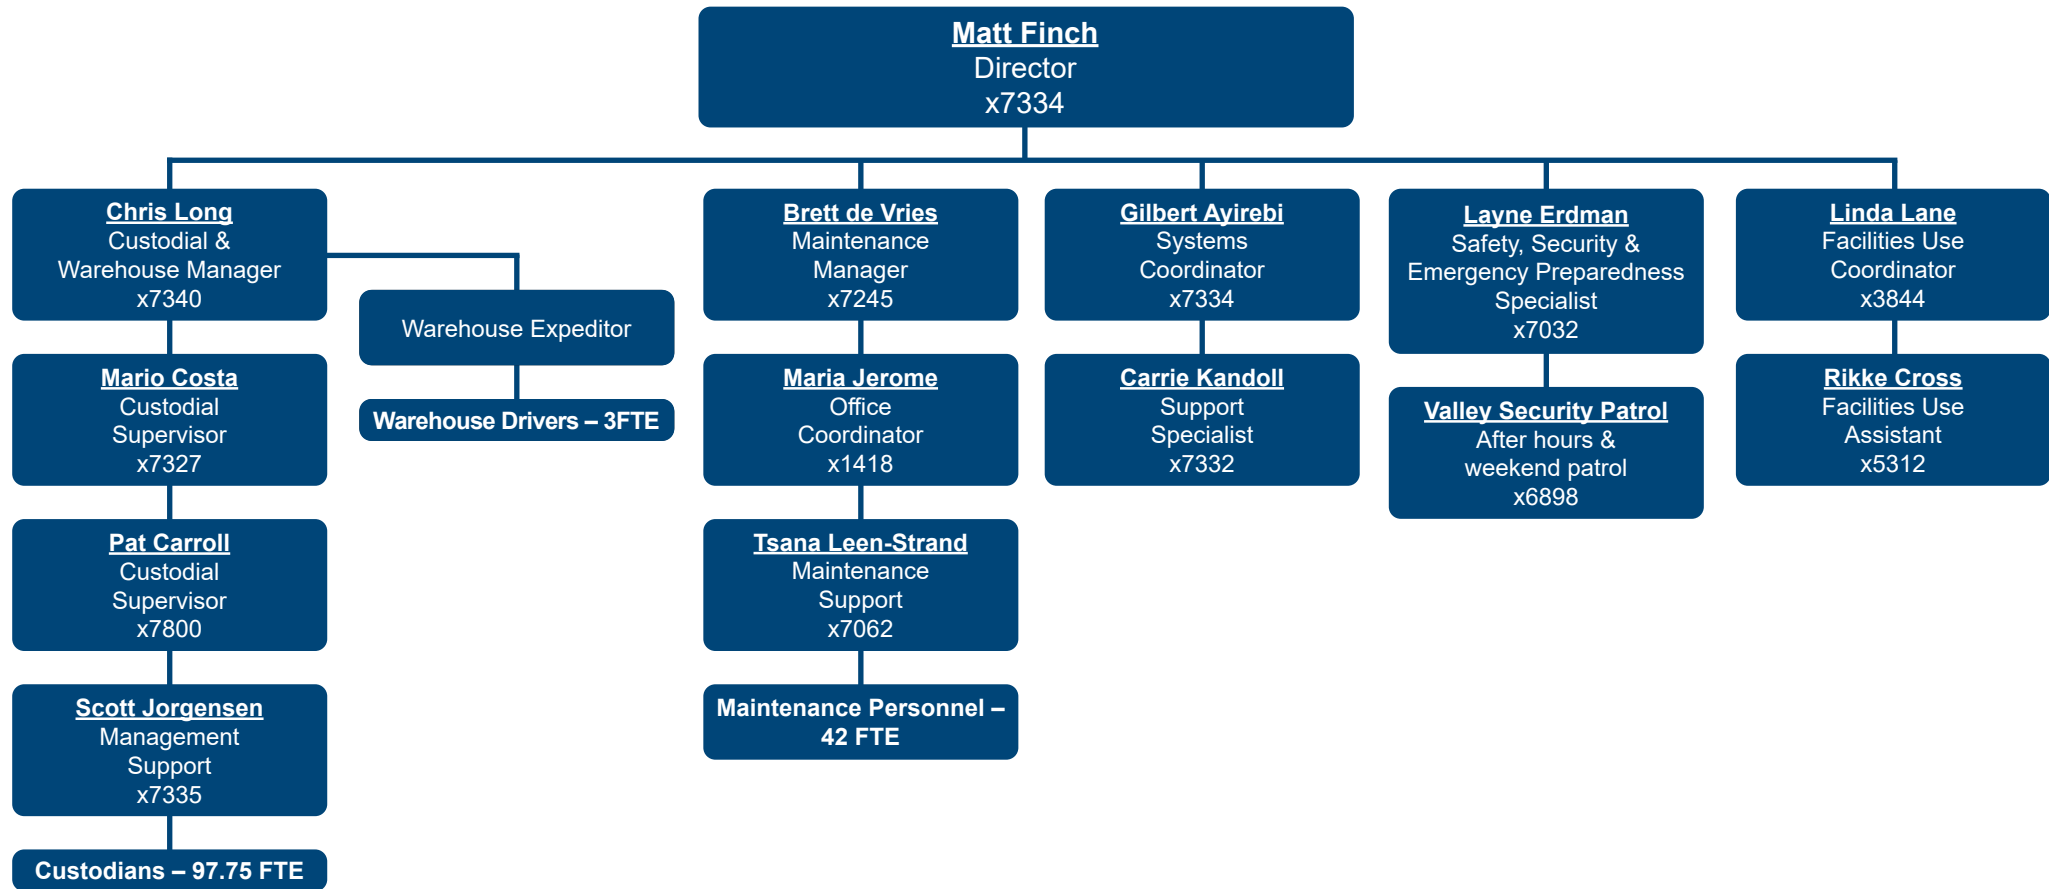 Matt Finch
Director
x7334
Chris Long
Custodial &
Warehouse Manager
x7340
Warehouse Expeditor
Warehouse Drivers – 3FTE
Mario Costa
Custodial
Supervisor
x7327
Pat Carroll
Custodial
Supervisor
x7800
Scott Jorgensen
Management
Support
x7335
Custodians – 97.75 FTE
Brett de Vries
Maintenance
Manager
x7245
Maria Jerome
Office
Coordinator
x1418
Tsana Leen-Strand
Maintenance
Support
x7062
Maintenance Personnel –
42 FTE
Gilbert Ayirebi
Systems
Coordinator
x7334
Carrie Kandoll
Support
Specialist
x7332
Layne Erdman
Safety, Security &
Emergency Preparedness
Specialist
x7032
Valley Security Patrol
After hours &
weekend patrol
x6898
Linda Lane
Facilities Use
Coordinator
x3844
Rikke Cross
Facilities Use
Assistant
x5312